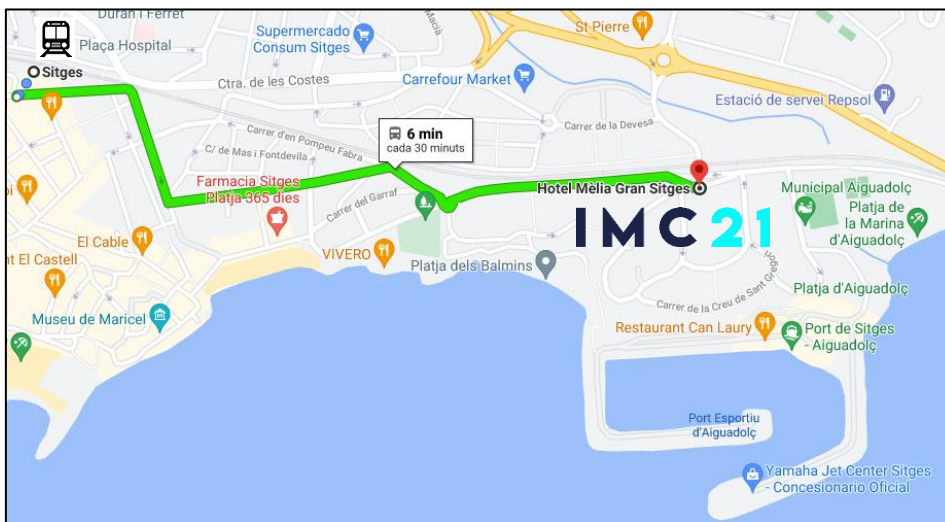 Duran i Ferret
Plaça Hospital
Sitges
Macià
Supermercado
Consum Sitges
St Pierre
Ctra. de les Costes
Carrefour Market
Estació de servei Repsol
6 min
cada 30 minuts
Carrer d'en Pompeu Fabra
Carrer de la Devesa
C/ de Mas i Fontdevila
Farmacia Sitges
Platja 365 dies
Hotel Melia Gran Sitges
IMC 21
Municipal Aiguadolç
Platja de
la Marina
d'Aiguadolç
Carrer del Garraf
El Cable
VIVERO
Platja dels Balmins
nt El Castell
Carrer de la Creu de Sant Gregori
Platja d'Aiguadolç
Museu de Maricel
Restaurant Can Laury
Port de Sitges
- Aiguadolç
Port Esportiu
d'Aiguadolç
Yamaha Jet Center Sitges
- Concesionario Oficial